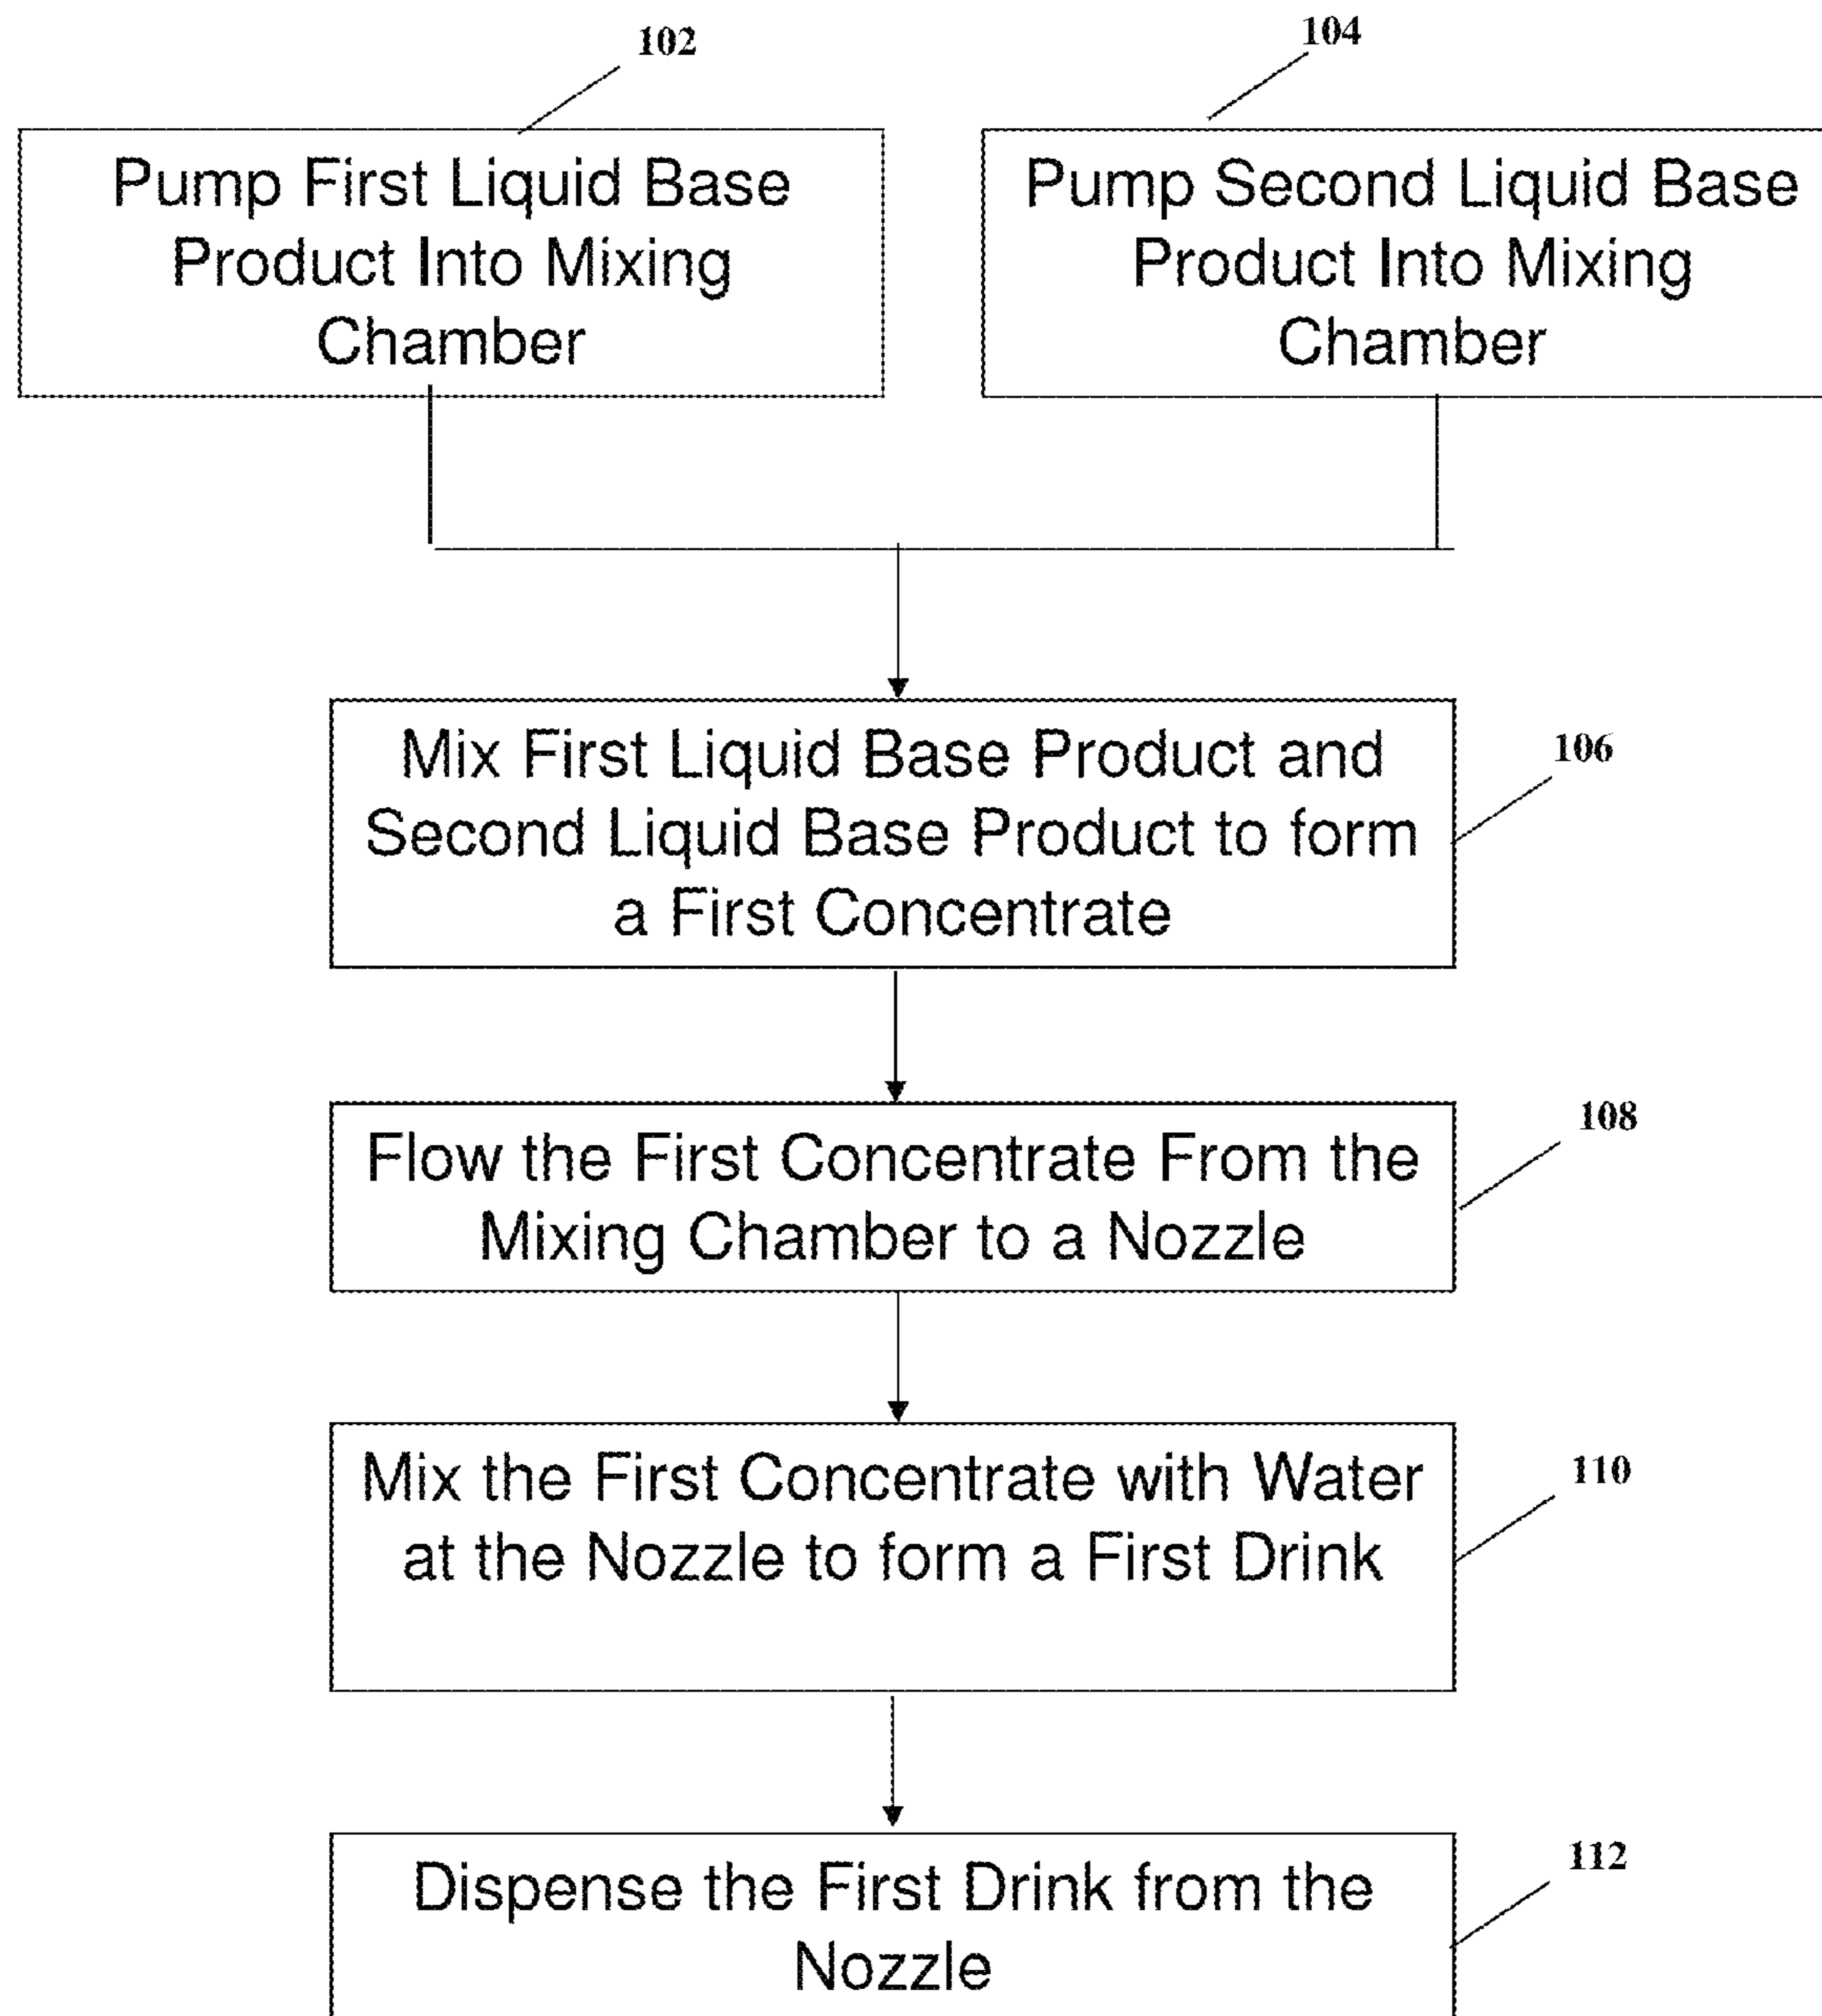 102
104
Pump First Liquid Base
Product Into Mixing
Chamber
Pump Second Liquid Base
Product Into Mixing
Chamber
Mix First Liquid Base Product and
Second Liquid Base Product to form
a First Concentrate
106
Flow the First Concentrate From the
Mixing Chamber to a Nozzle
108
Mix the First Concentrate with Water
at the Nozzle to form a First Drink
110
Dispense the First Drink from the
Nozzle
112